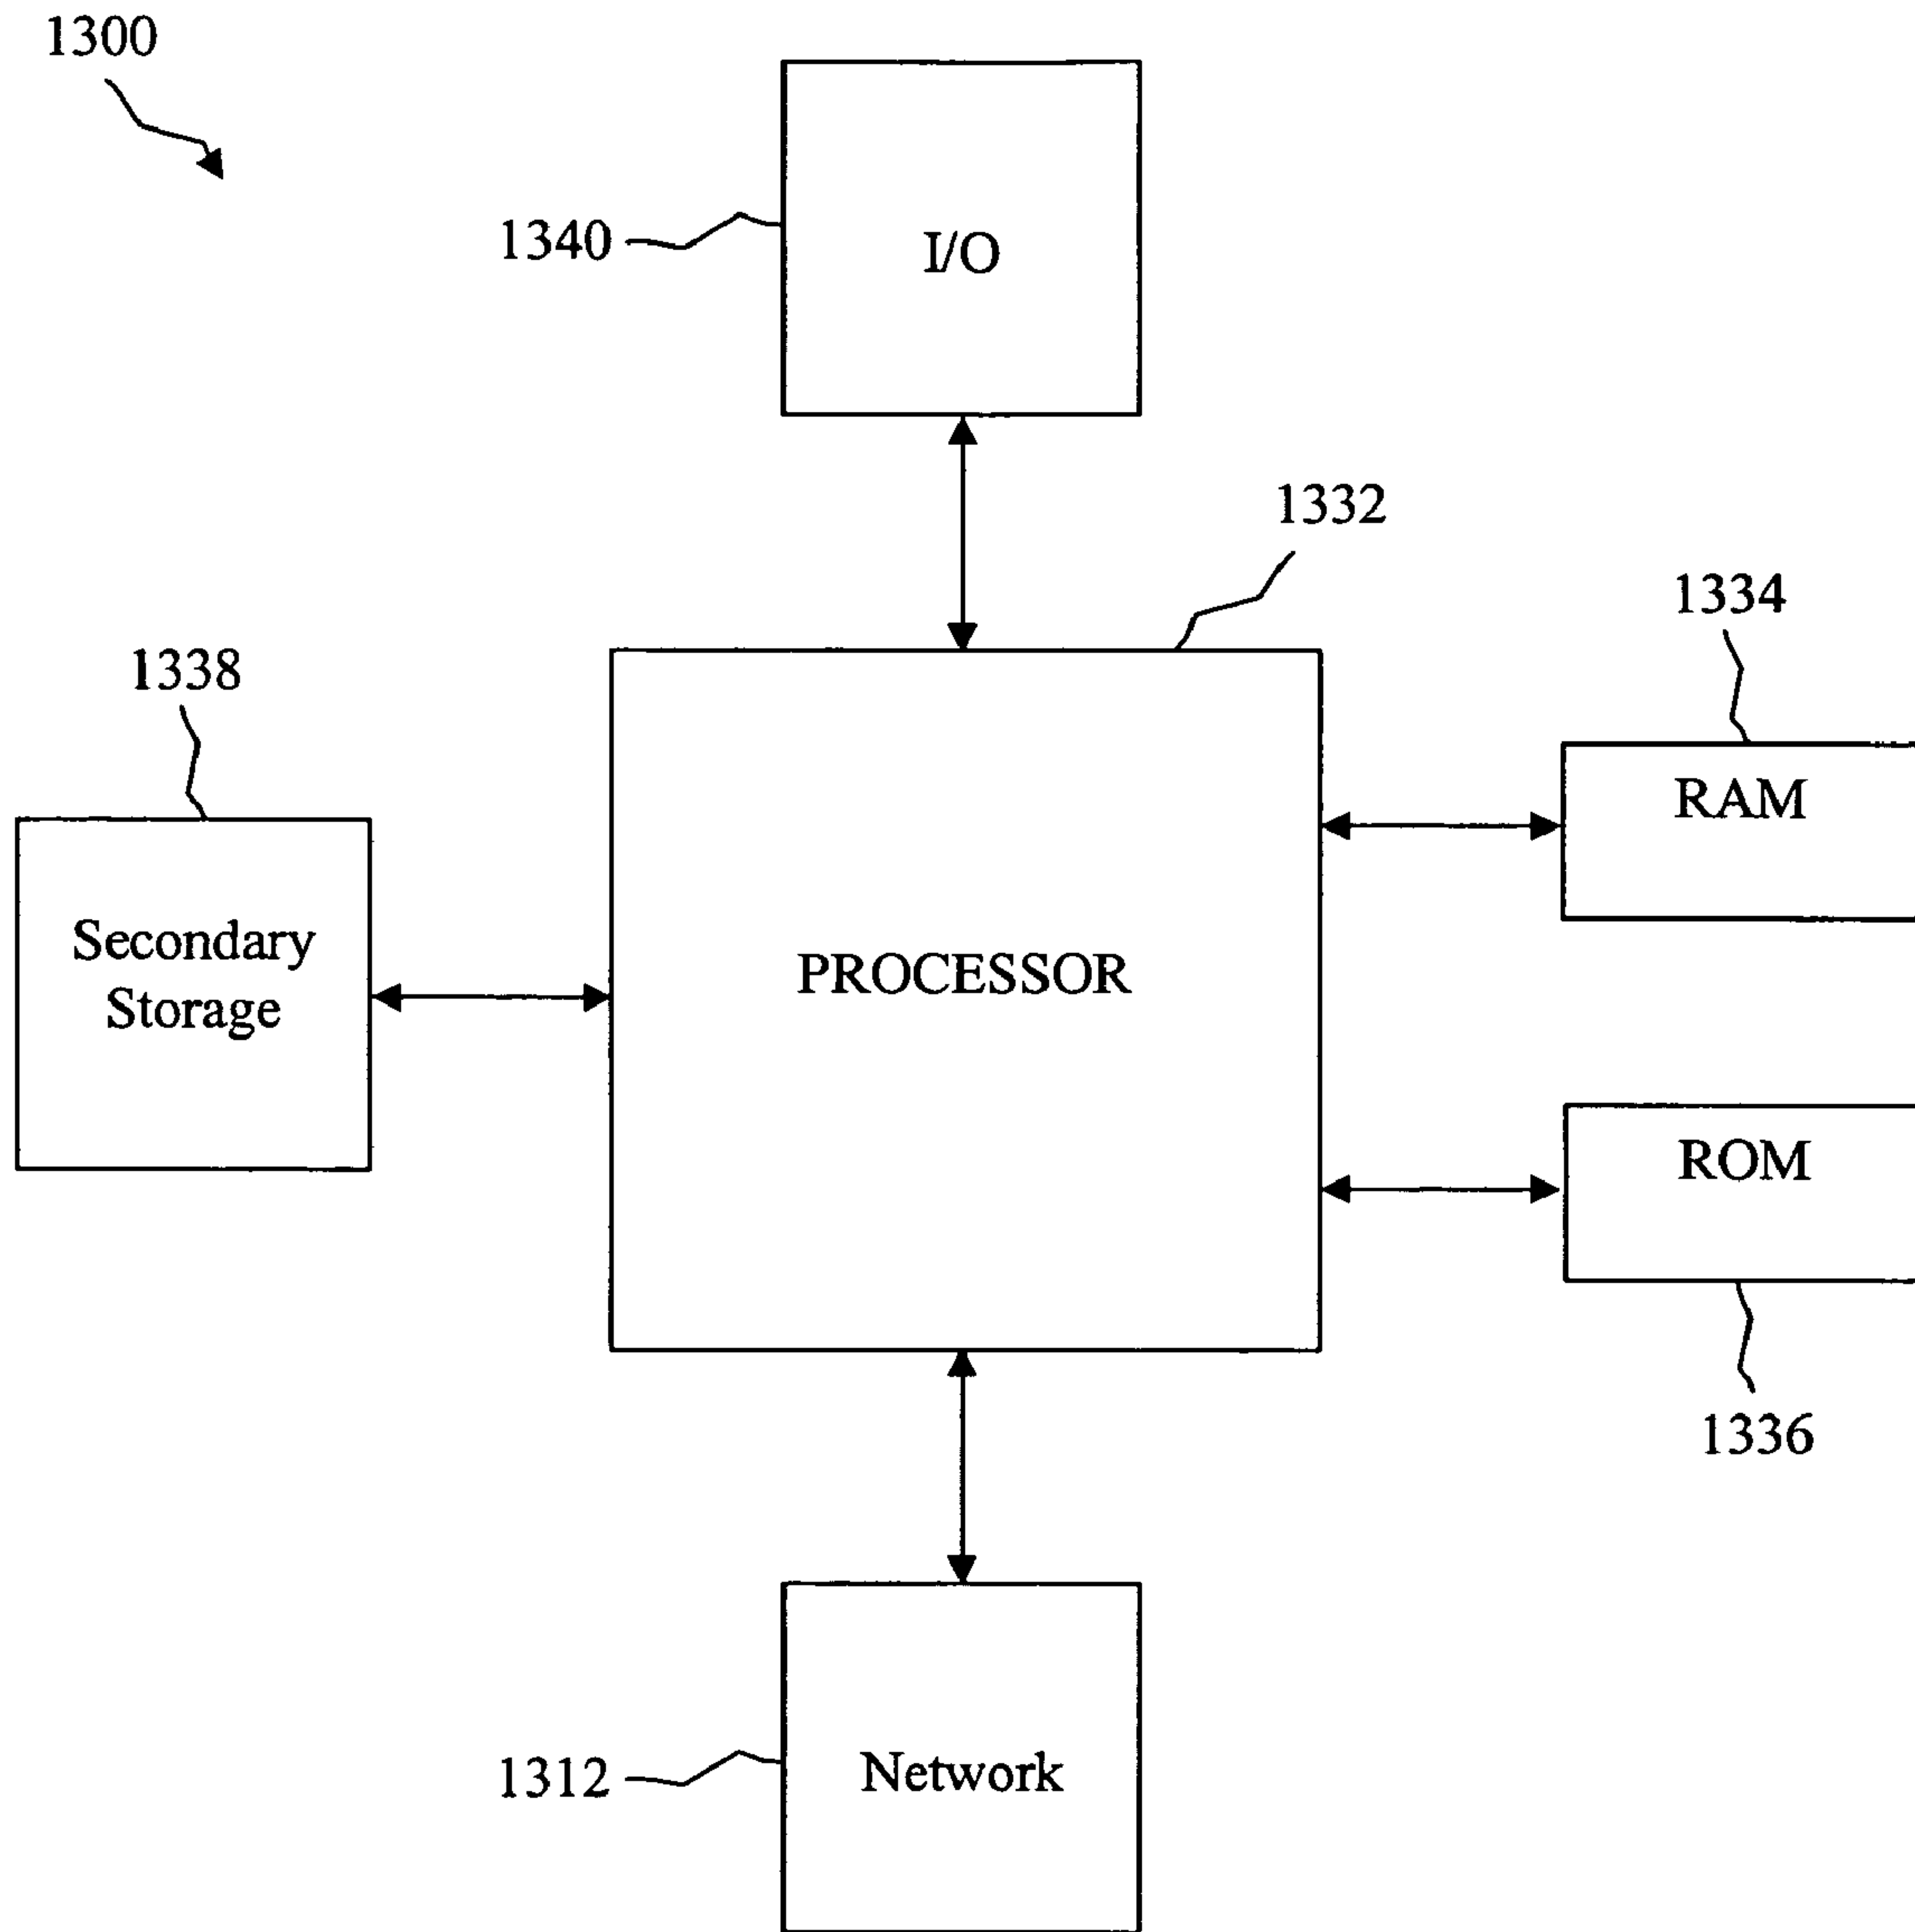 1300
1340
I/O
1332
1334
1338
RAM
Secondary
Storage
PROCESSOR
ROM
1336
1312
Network